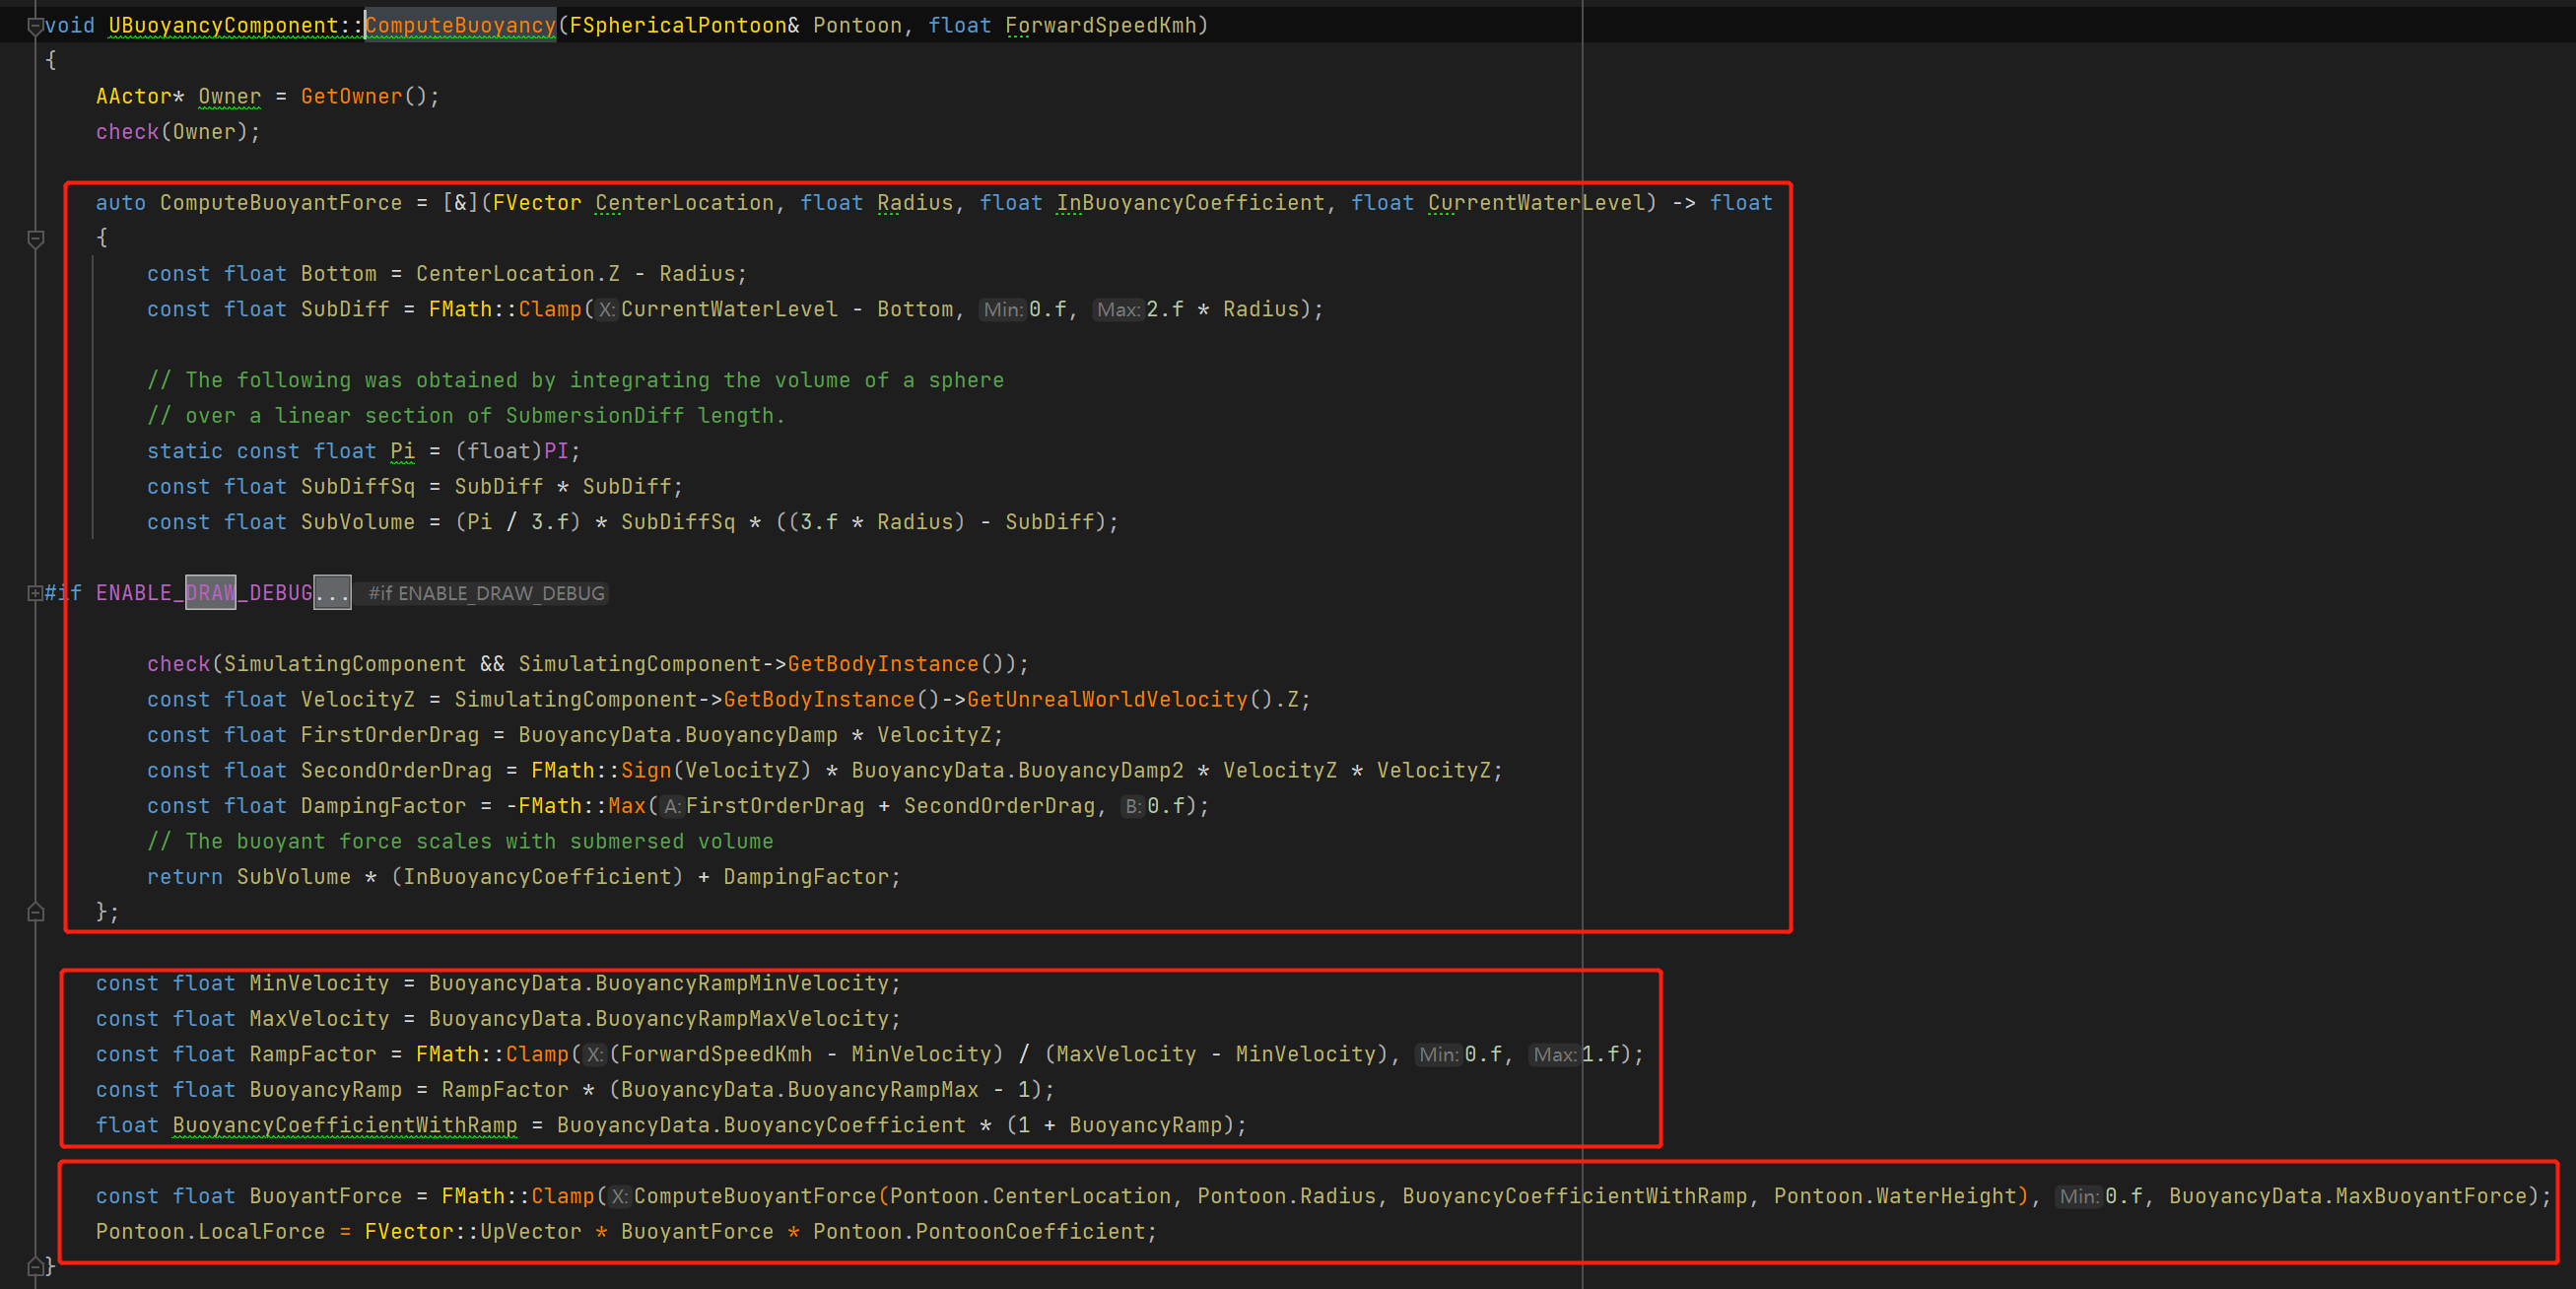 void UBuoyancyComponent::ComputeBuoyancy(FSphericalPontoon& Pontoon, float ForwardSpeedKmh)
{
AActor* Owner = GetOwner();
check(Owner);
auto ComputeBuoyantForce = [&](FVector CenterLocation, float Radius, float InBuoyancyCoefficient, float CurrentWaterLevel) -> float
{
const float Bottom = CenterLocation.Z - Radius;
const float SubDiff = FMath::Clamp(X:CurrentWaterLevel - Bottom, Min:0.f, Max:2.f * Radius);
// The following was obtained by integrating the volume of a sphere
// over a linear section of SubmersionDiff length.
static const float Pi = (float)PI;
const float SubDiffSq = SubDiff * SubDiff;
const float SubVolume = (Pi / 3.f) * SubDiffSq * ((3.f * Radius) - SubDiff);
#if ENABLE_DRAW_DEBUG... #if ENABLE_DRAW_DEBUG
check(SimulatingComponent && SimulatingComponent->GetBodyInstance());
const float VelocityZ = SimulatingComponent->GetBodyInstance()->GetUnrealWorldVelocity().Z;
const float FirstOrderDrag = BuoyancyData.BuoyancyDamp * VelocityZ;
const float SecondOrderDrag = FMath::Sign(VelocityZ) * BuoyancyData.BuoyancyDamp2 * VelocityZ * VelocityZ;
const float DampingFactor = -FMath::Max(A:FirstOrderDrag + SecondOrderDrag, B:0.f);
// The buoyant force scales with submersed volume
return SubVolume * (InBuoyancyCoefficient) + DampingFactor;
};
const float MinVelocity = BuoyancyData.BuoyancyRampMinVelocity;
const float MaxVelocity = BuoyancyData.BuoyancyRampMaxVelocity;
const float RampFactor = FMath::Clamp(X:(ForwardSpeedKmh - MinVelocity) / (MaxVelocity - MinVelocity), Min:0.f, Max:1.f);
const float BuoyancyRamp = RampFactor * (BuoyancyData.BuoyancyRampMax - 1);
float BuoyancyCoefficientWithRamp = BuoyancyData.BuoyancyCoefficient * (1 + BuoyancyRamp);
const float BuoyantForce = FMath::Clamp(X:ComputeBuoyantForce(Pontoon.CenterLocation, Pontoon.Radius, BuoyancyCoefficientWithRamp, Pontoon.WaterHeight), Min:0.f, BuoyancyData.MaxBuoyantForce);
Pontoon.LocalForce = FVector::UpVector * BuoyantForce * Pontoon.PontoonCoefficient;
}